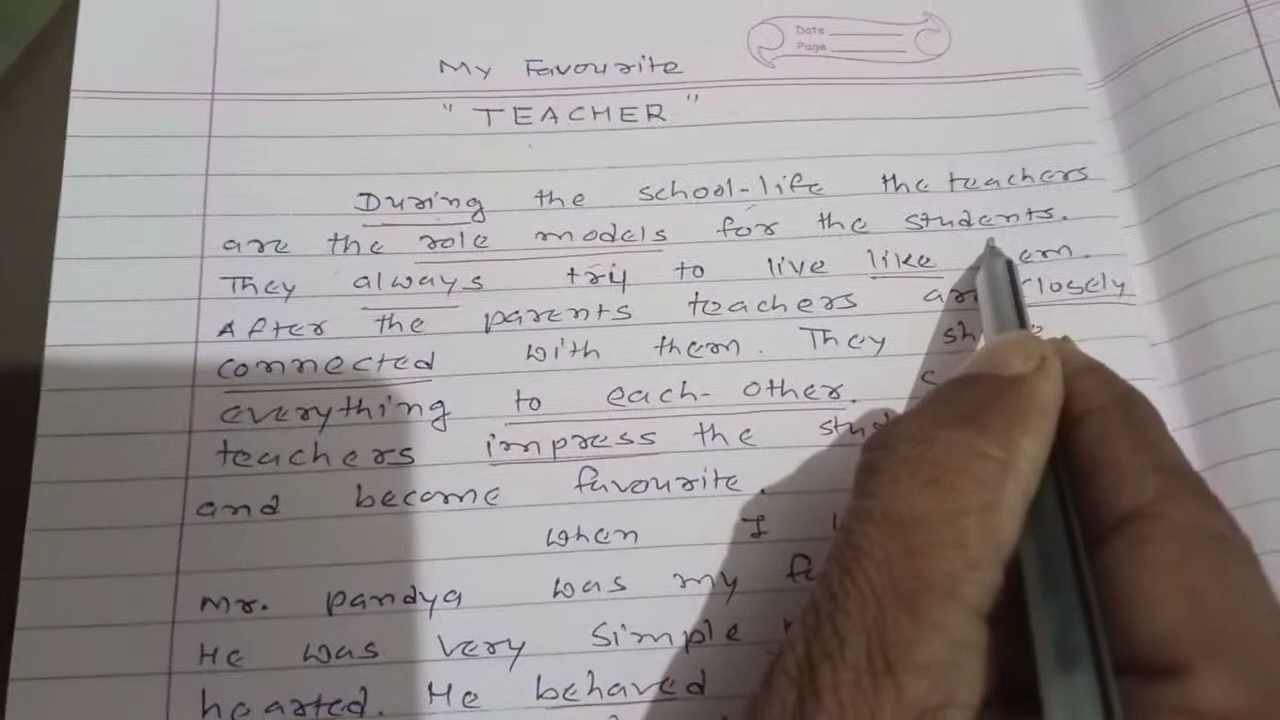 Date
Page
My Favourite
" TEACHER "
During the school-life the teachers
are the role models for the students.
They always try to live like
After the parents teachers closely
connected with them. They
everything to each-other.
teachers impress the
and become favourite.
When I
Mr. pandya was my
He was very simple
hearted. He behaved